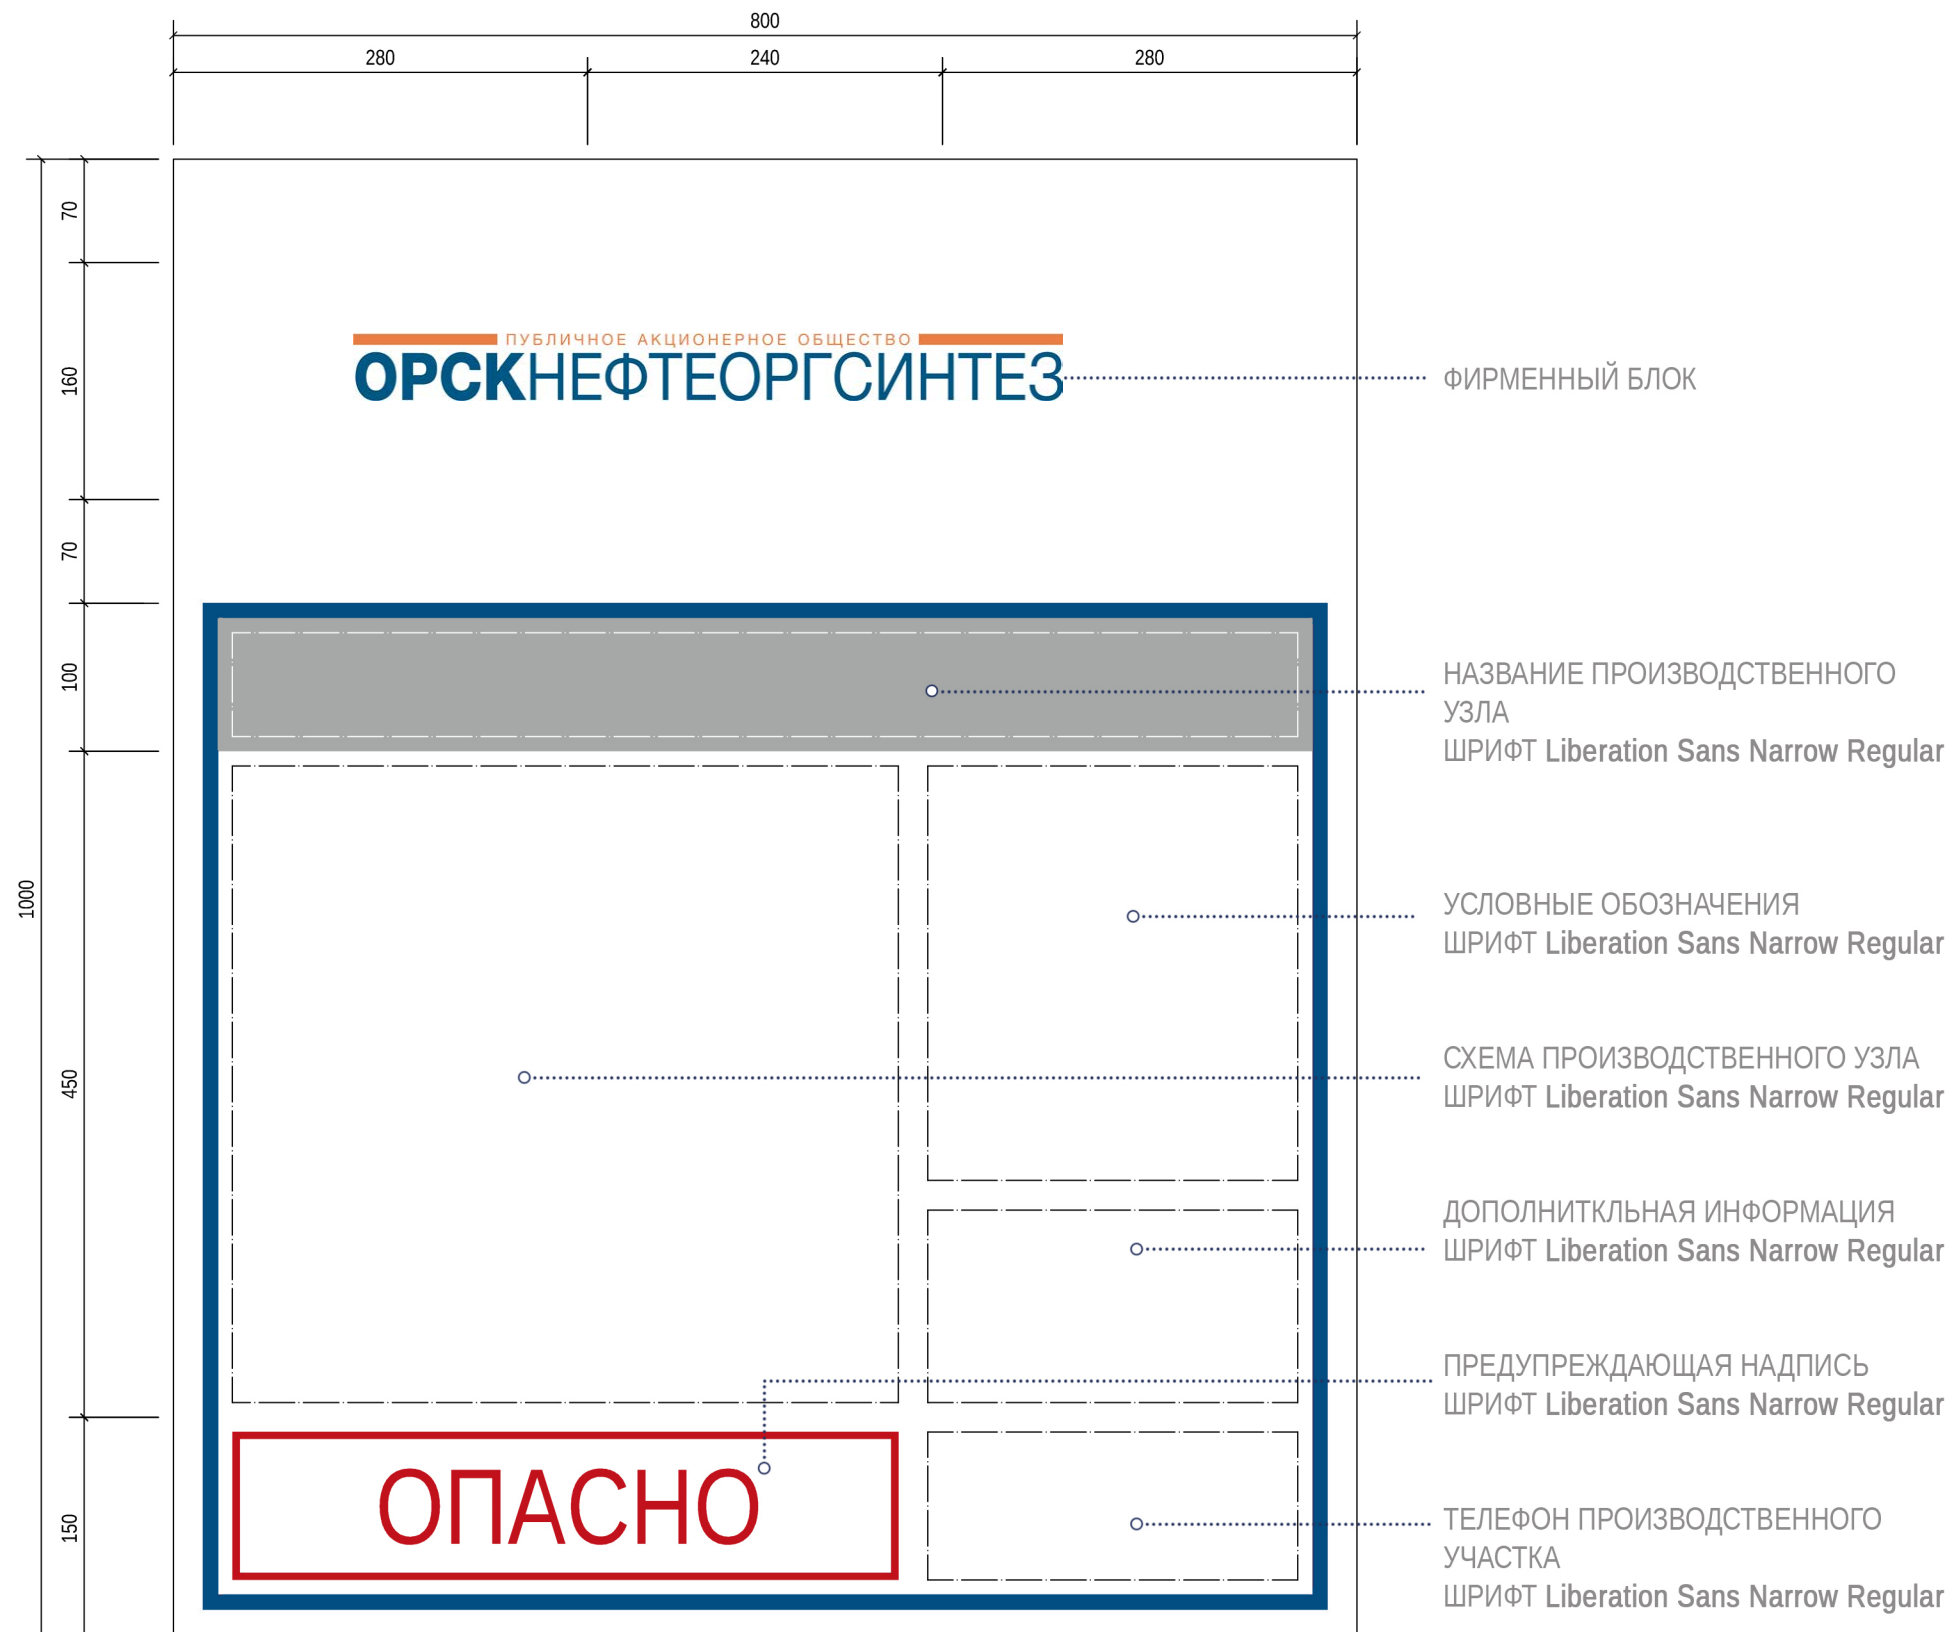 800
280 240 280
70
160
70
100
1000
450
150
ПУБЛИЧНОЕ АКЦИОНЕРНОЕ ОБЩЕСТВО
ОРСКНЕФТЕОРГСИНТЕЗ
ФИРМЕННЫЙ БЛОК
НАЗВАНИЕ ПРОИЗВОДСТВЕННОГО
УЗЛА
ШРИФТ Liberation Sans Narrow Regular
УСЛОВНЫЕ ОБОЗНАЧЕНИЯ
ШРИФТ Liberation Sans Narrow Regular
СХЕМА ПРОИЗВОДСТВЕННОГО УЗЛА
ШРИФТ Liberation Sans Narrow Regular
ДОПОЛНИТКЛЬНАЯ ИНФОРМАЦИЯ
ШРИФТ Liberation Sans Narrow Regular
ПРЕДУПРЕЖДАЮЩАЯ НАДПИСЬ
ШРИФТ Liberation Sans Narrow Regular
ОПАСНО
ТЕЛЕФОН ПРОИЗВОДСТВЕННОГО
УЧАСТКА
ШРИФТ Liberation Sans Narrow Regular